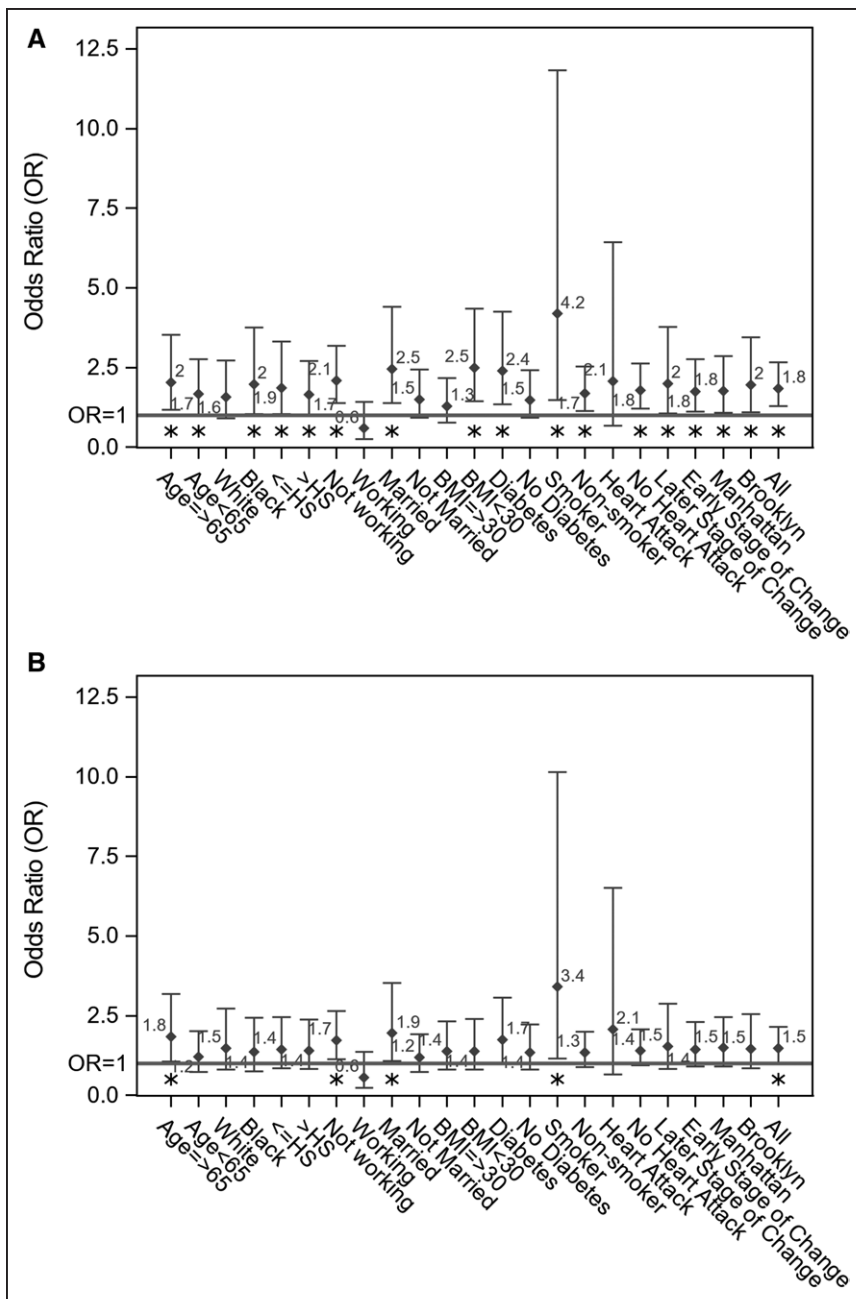 A
Odds Ratio (OR)
12.5
10.0
7.5
5.0
2.5
OR=1
0.0
2
1.7
1.6
2
1.9
1.7
2.1
0.6
2.5
1.5
1.3
2.5
2.4
1.5
4.2
1.7
2.1
1.8
2
1.8
1.8
2
1.8
* * * * * * * * * * * * * * * * *
Age=>65
Age<65
White
Black
<=HS
>HS
Not working
Working
Married
Not Married
BMI=>30
BMI<30
Diabetes
No Diabetes
Smoker
Non-smoker
Heart Attack
No Heart Attack
Later Stage of Change
Early Stage of Change
Manhattan
Brooklyn
All
B
Odds Ratio (OR)
12.5
10.0
7.5
5.0
2.5
OR=1
0.0
1.8
1.2
1.5
1.4
1.4
1.4
1.7
0.6
1.9
1.2
1.4
1.4
1.7
1.4
3.4
1.3
2.1
1.4
1.5
1.4
1.5
1.5
1.5
* * * * *
Age=>65
Age<65
White
Black
<=HS
>HS
Not working
Working
Married
Not Married
BMI=>30
BMI<30
Diabetes
No Diabetes
Smoker
Non-smoker
Heart Attack
No Heart Attack
Later Stage of Change
Early Stage of Change
Manhattan
Brooklyn
All